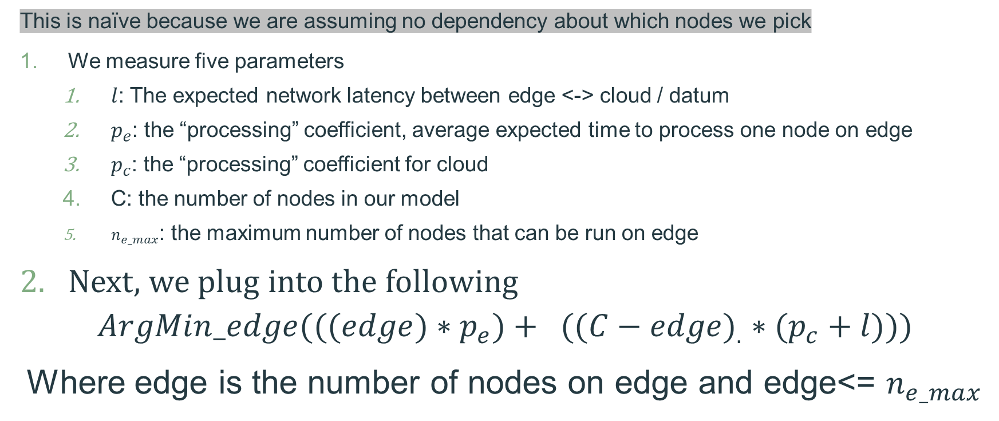 This is naïve because we are assuming no dependency about which nodes we pick
1. We measure five parameters
1. l: The expected network latency between edge <-> cloud / datum
2. p_e: the “processing” coefficient, average expected time to process one node on edge
3. p_c: the “processing” coefficient for cloud
4. C: the number of nodes in our model
5. n_{e_max}: the maximum number of nodes that can be run on edge
2. Next, we plug into the following
ArgMin_edge(((edge) * p_e) + ((C − edge). * (p_c + l)))
Where edge is the number of nodes on edge and edge<= n_{e_max}